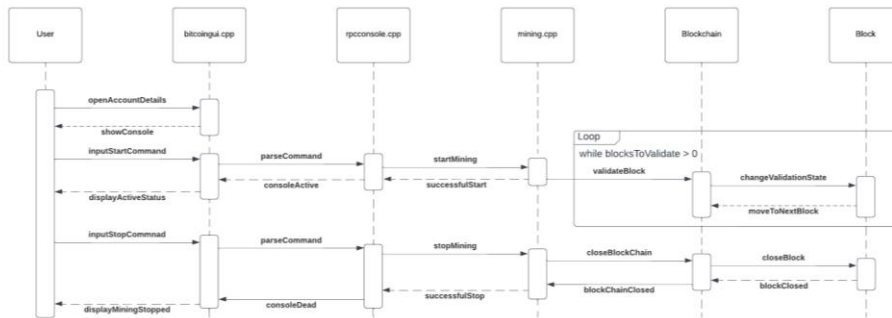 User
bitcoingui.cpp
rpcconsole.cpp
mining.cpp
Blockchain
Block
openAccountDetails
showConsole
Loop
while blocksToValidate > 0
inputStartCommand
parseCommand
startMining
validateBlock
changeValidationState
consoleActive
successfulStart
displayActiveStatus
moveToNextBlock
inputStopCommnad
parseCommand
stopMining
closeBlockChain
closeBlock
blockChainClosed
blockClosed
successfulStop
consoleDead
displayMiningStopped